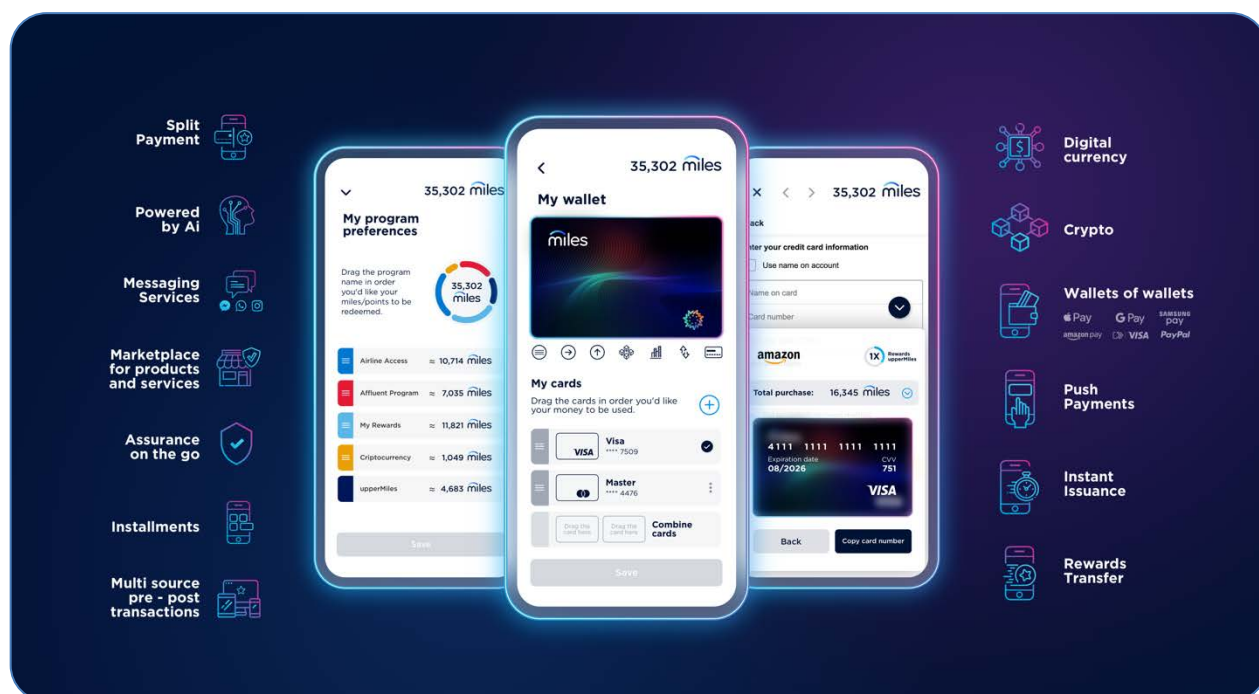 Split
Payment
Powered
by Ai
Messaging
Services
Marketplace
for products
and services
Assurance
on the go
Installments
Multi source
pre - post
transactions
35,302 miles
My program
preferences
Drag the program
name in order
you'd like your
miles/points to be
redeemed.
35,302
miles
Airline Access ≈ 10,714 miles
Affluent Program ≈ 7,035 miles
My Rewards ≈ 11,821 miles
Criptocurrency ≈ 1,049 miles
upperMiles ≈ 4,683 miles
Save
35,302 miles
My wallet
miles
My cards
Drag the cards in order you'd like
your money to be used.
Visa
VISA **** 7509
Master
**** 4476
Drag the
card here
Drag the
card here
Combine
cards
Save
35,302 miles
ack
nter your credit card information
Use name on account
Name on card
Card number
amazon
1X Rewards
upperMiles
Total purchase: 16,345 miles
4111 1111 1111 1111
Expiration date CVV
08/2026 751
VISA
Back Copy card number
Digital
currency
Crypto
Wallets of wallets
Pay G Pay SAMSUNG pay
amazon pay VISA PayPal
Push
Payments
Instant
Issuance
Rewards
Transfer